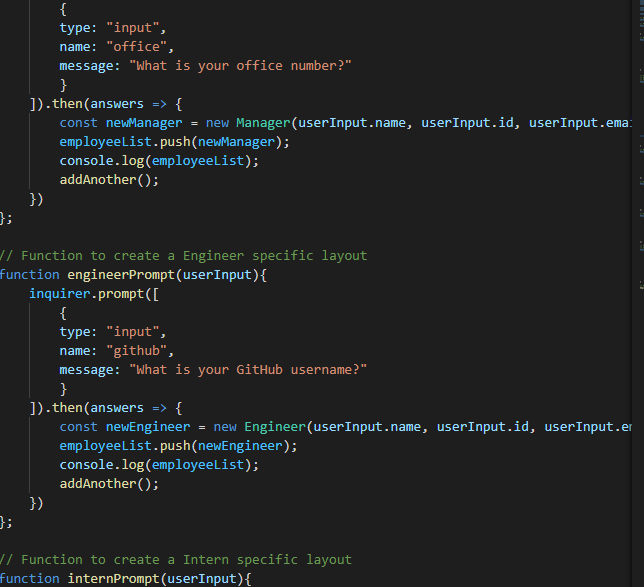 {
type: "input",
name: "office",
message: "What is your office number?"
}
]).then(answers => {
const newManager = new Manager(userInput.name, userInput.id, userInput.emai
employeeList.push(newManager);
console.log(employeeList);
addAnother();
})
};
// Function to create a Engineer specific layout
function engineerPrompt(userInput){
inquirer.prompt([
{
type: "input",
name: "github",
message: "What is your GitHub username?"
}
]).then(answers => {
const newEngineer = new Engineer(userInput.name, userInput.id, userInput.em
employeeList.push(newEngineer);
console.log(employeeList);
addAnother();
})
};
// Function to create a Intern specific layout
function internPrompt(userInput){